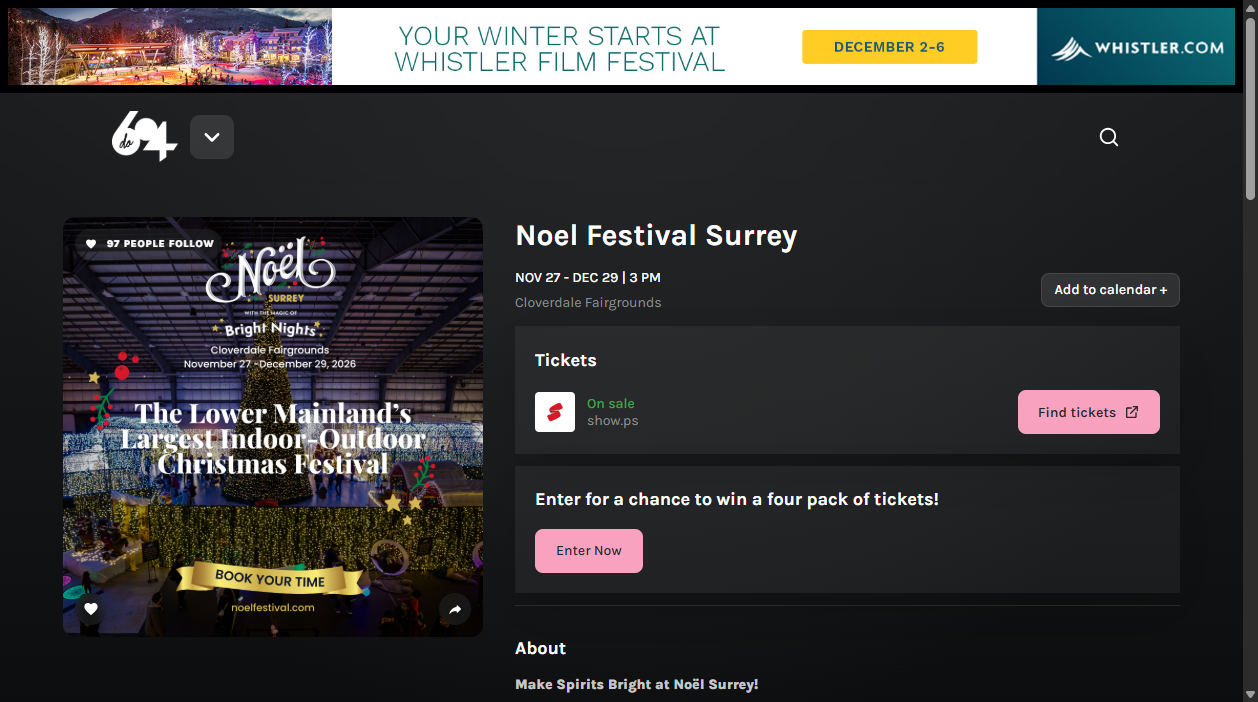 YOUR WINTER STARTS AT
WHISTLER FILM FESTIVAL
DECEMBER 2-6
WHISTLER.COM
do
604
97 PEOPLE FOLLOW
Noël
SURREY
WITH THE MAGIC OF
Bright Nights
Cloverdale Fairgrounds
November 27 -December 29, 2026
The Lower Mainland's
Largest Indoor-Outdoor
Christmas Festival
BOOK YOUR TIME
noelfestival.com
Noel Festival Surrey
NOV 27 - DEC 29 | 3 PM
Cloverdale Fairgrounds
Add to calendar +
Tickets
On sale
show.ps
Find tickets
Enter for a chance to win a four pack of tickets!
Enter Now
About
Make Spirits Bright at Noël Surrey!